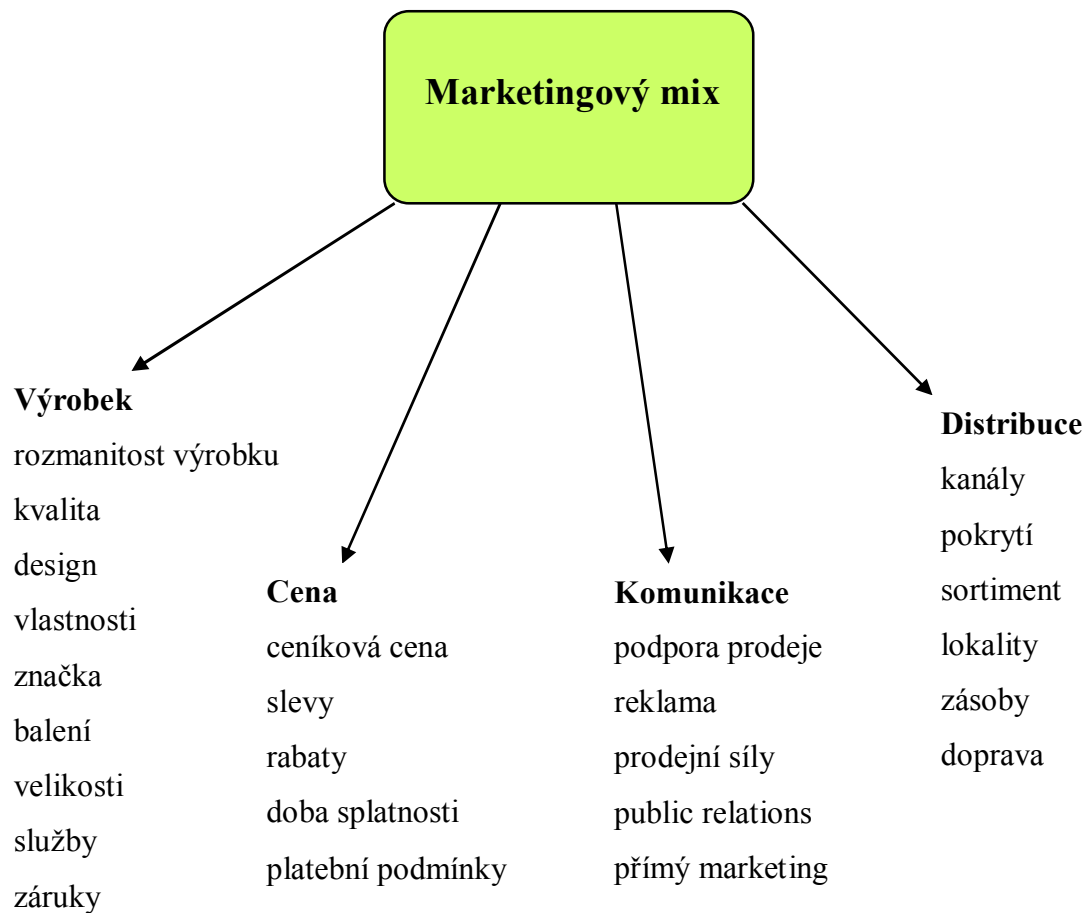 Marketingový mix
Výrobek
rozmanitost výrobku
kvalita
design
vlastnosti
značka
balení
velikosti
služby
záruky
Cena
ceníková cena
slevy
rabaty
doba splatnosti
platební podmínky
Komunikace
podpora prodeje
reklama
prodejní síly
public relations
přímý marketing
Distribuce
kanály
pokrytí
sortiment
lokality
zásoby
doprava